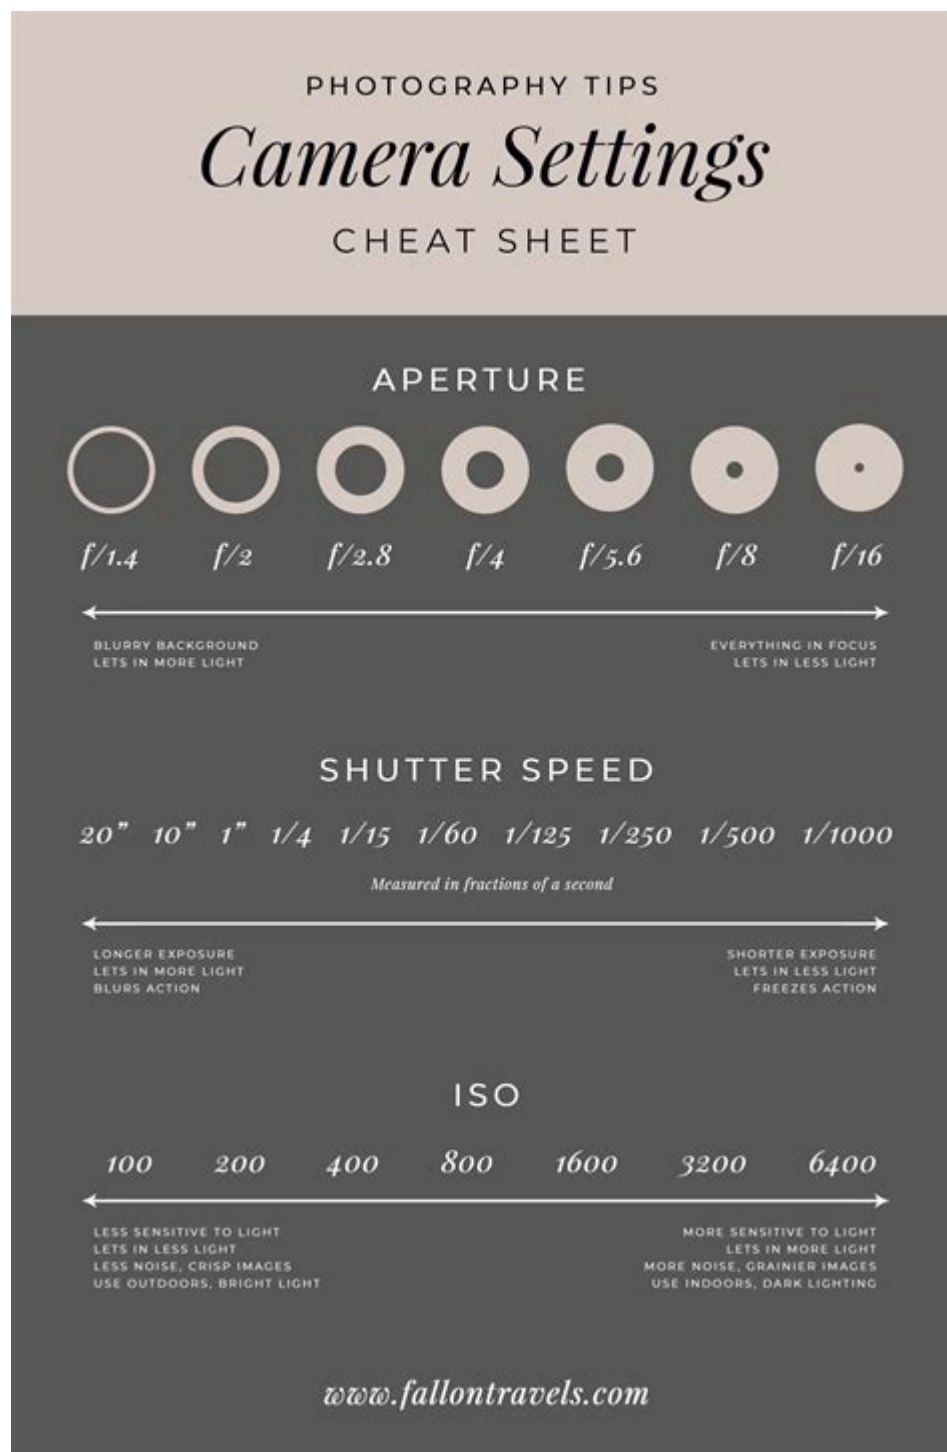 PHOTOGRAPHY TIPS
Camera Settings
CHEAT SHEET
APERTURE
f/1.4 f/2 f/2.8 f/4 f/5.6 f/8 f/16
BLURRY BACKGROUND
LETS IN MORE LIGHT
EVERYTHING IN FOCUS
LETS IN LESS LIGHT
SHUTTER SPEED
20” 10” 1” 1/4 1/15 1/60 1/125 1/250 1/500 1/1000
Measured in fractions of a second
LONGER EXPOSURE
LETS IN MORE LIGHT
BLURS ACTION
SHORTER EXPOSURE
LETS IN LESS LIGHT
FREEZES ACTION
ISO
100 200 400 800 1600 3200 6400
LESS SENSITIVE TO LIGHT
LETS IN LESS LIGHT
LESS NOISE, CRISP IMAGES
USE OUTDOORS, BRIGHT LIGHT
MORE SENSITIVE TO LIGHT
LETS IN MORE LIGHT
MORE NOISE, GRAINIER IMAGES
USE INDOORS, DARK LIGHTING
www.fallontravels.com